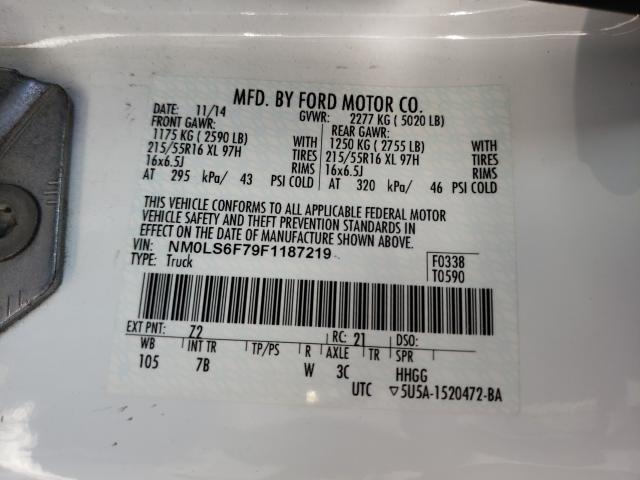 MFD. BY FORD MOTOR CO.
DATE: 11/14 GVWR: 2277 KG ( 5020 LB)
FRONT GAWR: REAR GAWR:
1175 KG ( 2590 LB) WITH 1250 KG ( 2755 LB) WITH
215/55R16 XL 97H TIRES 215/55R16 XL 97H TIRES
16x6.5J RIMS 16x6.5J RIMS
AT 295 kPa/ 43 PSI COLD AT 320 kPa/ 46 PSI COLD
THIS VEHICLE CONFORMS TO ALL APPLICABLE FEDERAL MOTOR
VEHICLE SAFETY AND THEFT PREVENTION STANDARDS IN
EFFECT ON THE DATE OF MANUFACTURE SHOWN ABOVE.
VIN: NM0LS6F79F1187219
TYPE: Truck
F0338
T0590
EXT PNT: 72 RC: 21 DSO:
WB INT TR TP/PS R AXLE TR SPR
105 7B W 3C HHGG
UTC ▽5U5A-1520472-BA